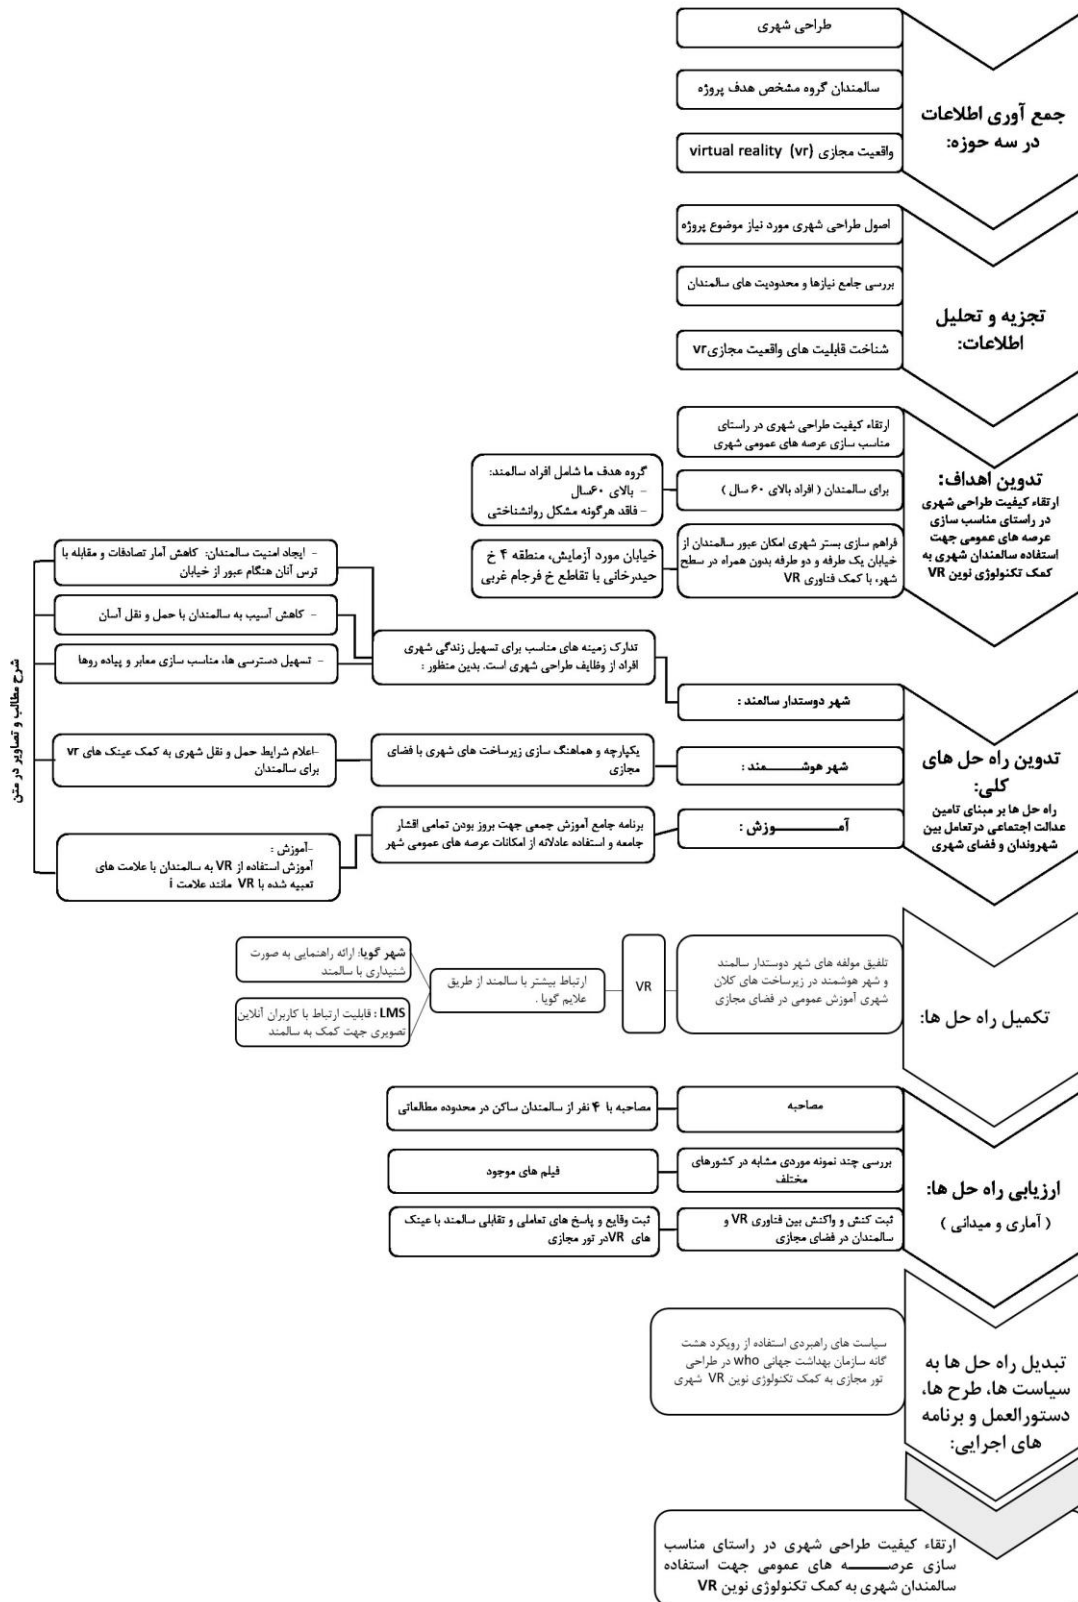 جمع آوری اطلاعات
در سه حوزه:
طراحی شهری
سالمندان گروه مشخص هدف پروژه
واقعیت مجازی (vr) virtual reality
تجزیه و تحلیل
اطلاعات:
اصول طراحی شهری مورد نیاز موضوع پروژه
بررسی جامع نیازها و محدودیت های سالمندان
شناخت قابلیت های واقعیت مجازیvr
تدوین اهداف:
ارتقاء کیفیت طراحی شهری
در راستای مناسب سازی
عرصه های عمومی جهت
استفاده سالمندان شهری به
کمک تکنولوژی نوین VR
ارتقاء کیفیت طراحی شهری در راستای
مناسب سازی عرصه های عمومی شهری
برای سالمندان ( افراد بالای ۶۰ سال )
گروه هدف ما شامل افراد سالمند:
- بالای ۶۰سال
- فاقد هرگونه مشکل روانشناختی
فراهم سازی بستر شهری امکان عبور سالمندان از
خیابان یک طرفه و دو طرفه بدون همراه در سطح
شهر، با کمک فناوری VR
خیابان مورد آزمایش، منطقه ۴ خ
حیدرخانی با تقاطع خ فرجام غربی
تدوین راه حل های
کلی:
راه حل ها بر مبنای تامین
عدالت اجتماعی درتعامل بین
شهروندان و فضای شهری
شهر دوستدار سالمند :
تدارک زمینه های مناسب برای تسهیل زندگی شهری
افراد از وظایف طراحی شهری است. بدین منظور :
- ایجاد امنیت سالمندان: کاهش آمار تصادفات و مقابله با
ترس آنان هنگام عبور از خیابان
- کاهش آسیب به سالمندان با حمل و نقل آسان
- تسهیل دسترسی ها، مناسب سازی معابر و پیاده روها
شهر هوشـــــــمند :
یکپارچه و هماهنگ سازی زیرساخت های شهری با فضای
مجازی
-اعلام شرایط حمل و نقل شهری به کمک عینک های vr
برای سالمندان
آمـــــــــوزش :
برنامه جامع آموزش جمعی جهت بروز بودن تمامی اقشار
جامعه و استفاده عادلانه از امکانات عرصه های عمومی شهر
-آموزش :
آموزش استفاده از VR به سالمندان با علامت های
تعبیه شده با VR مانند علامت i
شرح مطالب و تصاویر در متن
تکمیل راه حل ها:
تلفیق مولفه های شهر دوستدار سالمند
و شهر هوشمند در زیرساخت های کلان
شهری آموزش عمومی در فضای مجازی
VR
ارتباط بیشتر با سالمند از طریق
علایم گویا .
شهر گویا: ارائه راهنمایی به صورت
شنیداری با سالمند
LMS : قابلیت ارتباط با کاربران آنلاین
تصویری جهت کمک به سالمند
ارزیابی راه حل ها:
( آماری و میدانی )
مصاحبه
مصاحبه با ۴ نفر از سالمندان ساکن در محدوده مطالعاتی
بررسی چند نمونه موردی مشابه در کشورهای
مختلف
فیلم های موجود
ثبت کنش و واکنش بین فناوری VR و
سالمندان در فضای مجازی
ثبت وقایع و پاسخ های تعاملی و تقابلی سالمند با عینک
های VRدر تور مجازی
تبدیل راه حل ها به
سیاست ها، طرح ها،
دستورالعمل و برنامه
های اجرایی:
سیاست های راهبردی استفاده از رویکرد هشت
گانه سازمان بهداشت جهانی who در طراحی
تور مجازی به کمک تکنولوژی نوین VR شهری
ارتقاء کیفیت طراحی شهری در راستای مناسب
سازی عرصـــــه های عمومی جهت استفاده
سالمندان شهری به کمک تکنولوژی نوین VR